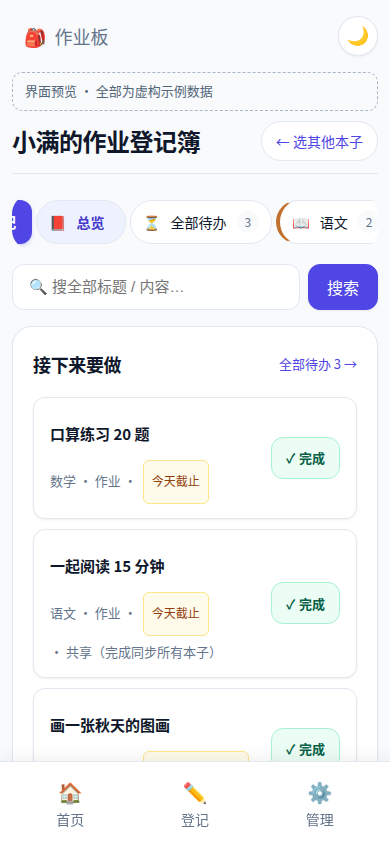 作业板
界面预览 · 全部为虚构示例数据
小满的作业登记簿
← 选其他本子
总览
全部待办 3
语文 2
搜全部标题 / 内容…
搜索
接下来要做
全部待办 3 →
口算练习 20 题
数学 · 作业 · 今天截止
✓ 完成
一起阅读 15 分钟
语文 · 作业 · 今天截止
· 共享（完成同步所有本子）
✓ 完成
画一张秋天的图画
✓ 完成
首页
登记
管理